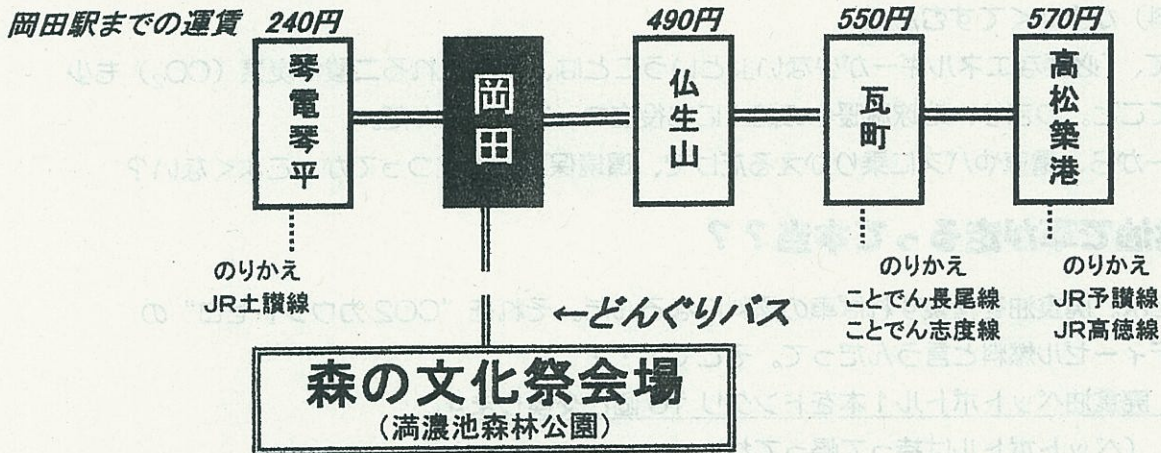 岡田駅までの運賃 240円 490円 550円 570円
琴電琴平 岡田 仏生山 瓦町 高松築港
のりかえ のりかえ のりかえ
JR土讃線 ことでん長尾線 JR予讃線
ことでん志度線 JR高徳線
←どんぐりバス
森の文化祭会場
(満濃池森林公園)